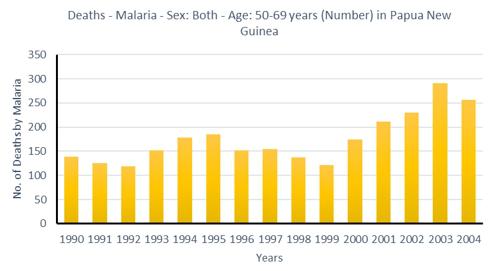 Deaths - Malaria - Sex: Both - Age: 50-69 years (Number) in Papua New
Guinea
350
300
250
200
150
100
50
0
No. of Deaths by Malaria
1990 1991 1992 1993 1994 1995 1996 1997 1998 1999 2000 2001 2002 2003 2004
Years